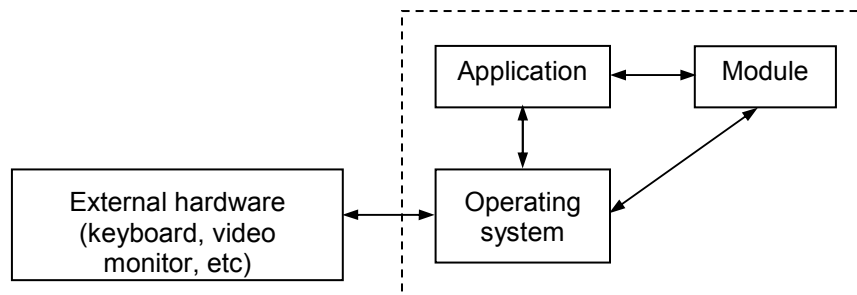 Application
Module
External hardware
(keyboard, video
monitor, etc)
Operating
system